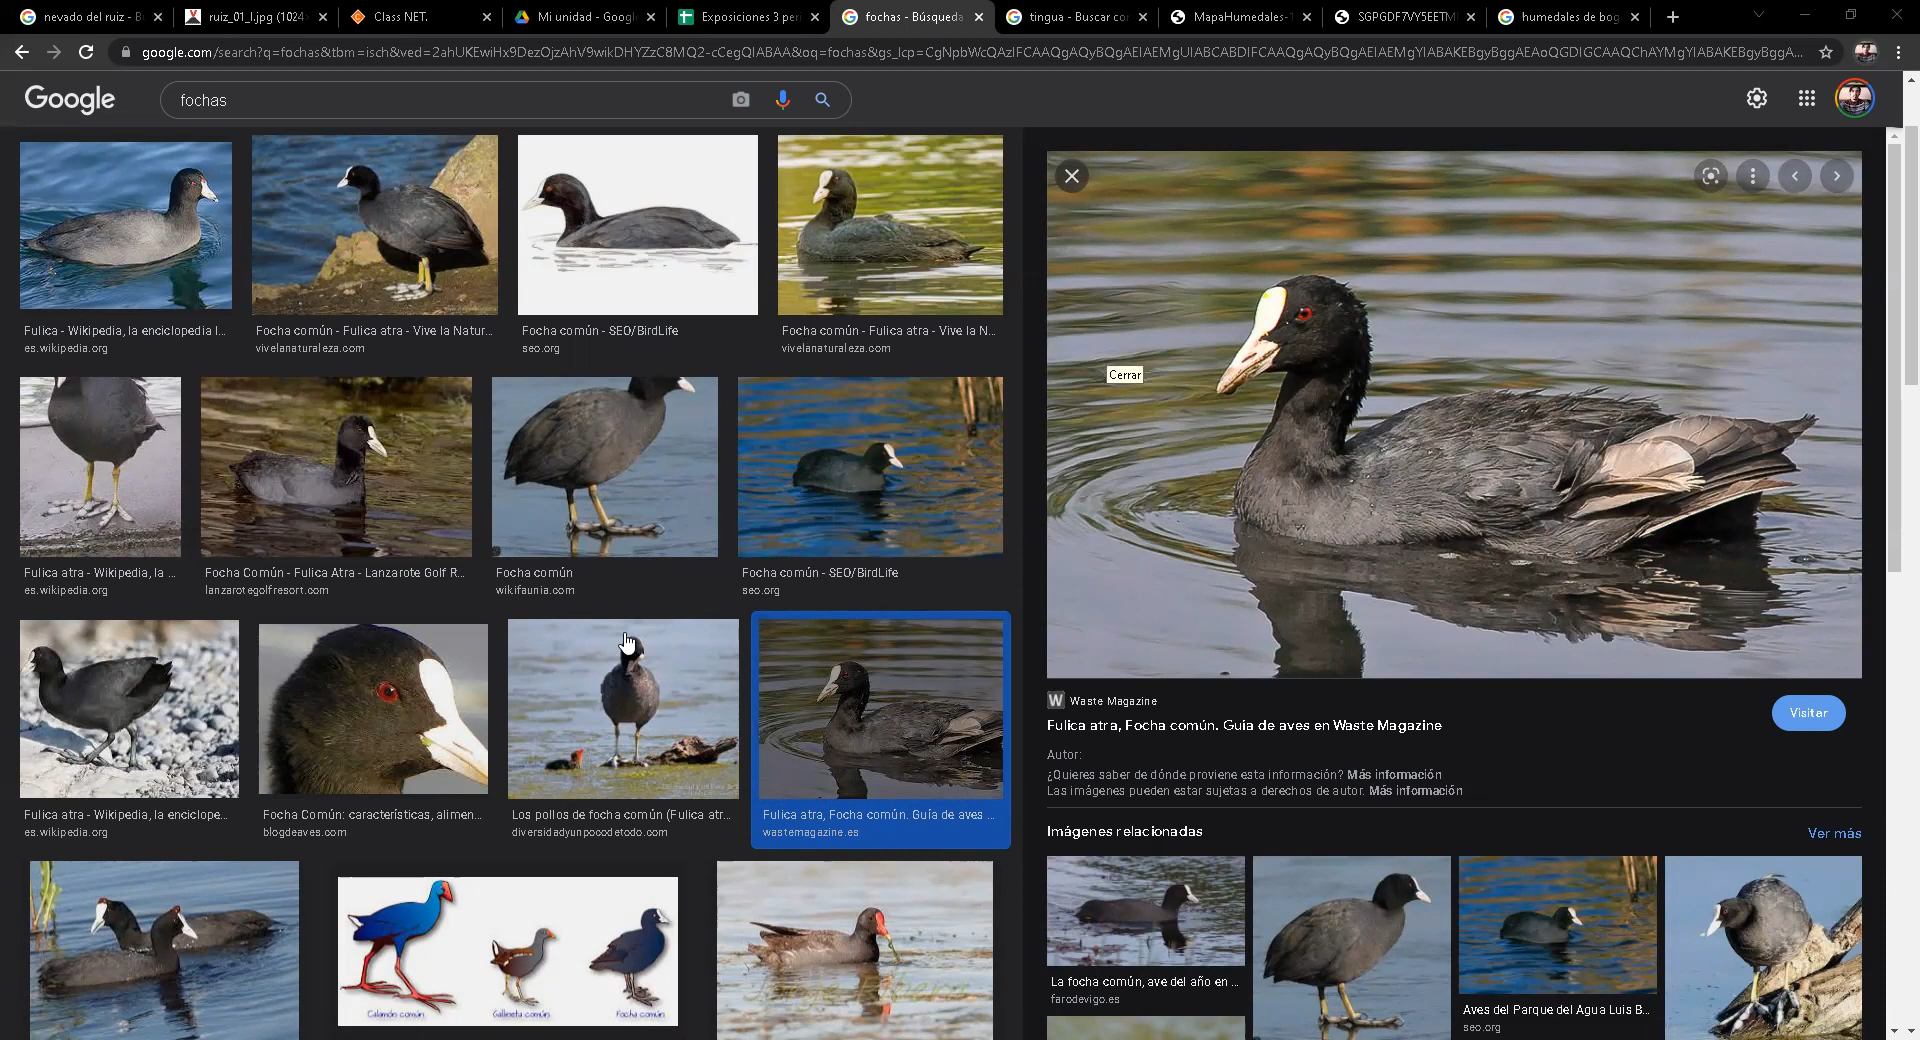 nevado del ruiz - B
ruiz_01_l.jpg (1024
Class NET.
Mi unidad - Googl
Exposiciones 3 peri
fochas - Búsqueda
tingua - Buscar co
MapaHumedales-
SGPGDF7VY5EETM
humedales de bog
google.com/search?q=fochas&tbm=isch&ved=2ahUKEwiHx9DezOjzAhV9wikDHYZzC8MQ2-cCegQIABAA&oq=fochas&gs_lcp=CgNpbWcQAzIFCAAQgAQyBQgAEIAEMgUIABCABDIFCAAQgAQyBQgAEIAEMgYIABAKEBgyBggAEAoQGDIGCAAQChAYMgYIABAKEBgyBggA...
Google
fochas
Fulica - Wikipedia, la enciclopedia l...
es.wikipedia.org
Focha común - Fulica atra - Vive la Natur...
vivelanaturaleza.com
Focha común - SEO/BirdLife
seo.org
Focha común - Fulica atra - Vive la N...
vivelanaturaleza.com
Cerrar
Fulica atra - Wikipedia, la ...
es.wikipedia.org
Focha Común - Fulica Atra - Lanzarote Golf R...
lanzarotegolfresort.com
Focha común
wikifaunia.com
Focha común - SEO/BirdLife
seo.org
Fulica atra - Wikipedia, la enciclope...
es.wikipedia.org
Focha Común: características, alimen...
blogdeaves.com
Los pollos de focha común (Fulica atr...
diversidadyunpocodetodo.com
Fulica atra, Focha común. Guía de aves ...
wastemagazine.es
Calamón común
Gallineta común
Focha común
W Waste Magazine
Fulica atra, Focha común. Guía de aves en Waste Magazine
Visitar
Autor:
¿Quieres saber de dónde proviene esta información? Más información
Las imágenes pueden estar sujetas a derechos de autor. Más información
Imágenes relacionadas
Ver más
La focha común, ave del año en ...
farodevigo.es
Aves del Parque del Agua Luis B...
seo.org